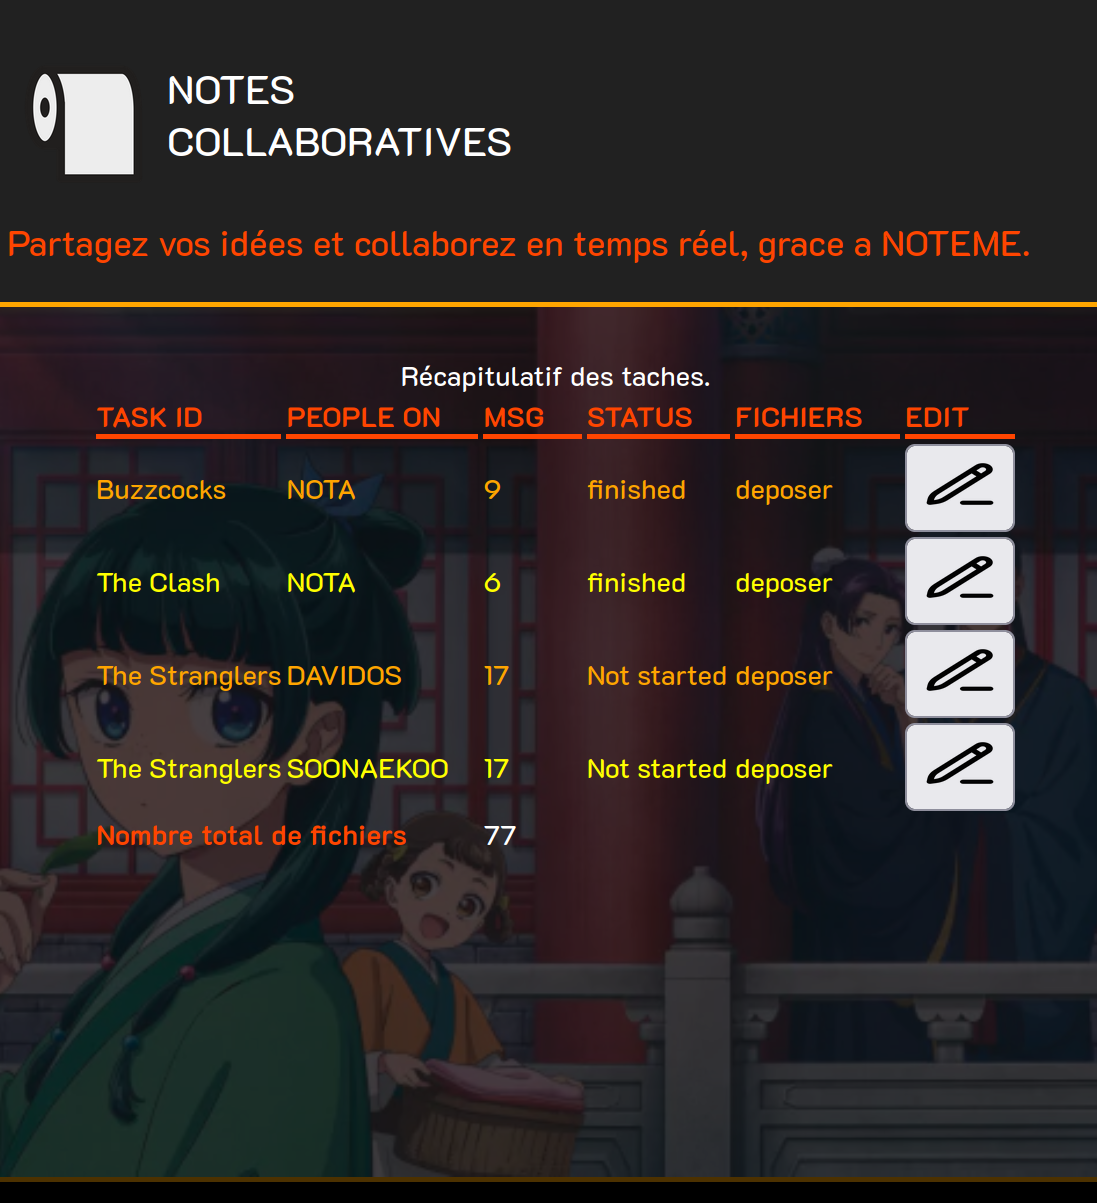 NOTES
COLLABORATIVES
Partagez vos idées et collaborez en temps réel, grace a NOTEME.
Récapitulatif des taches.
TASK ID PEOPLE ON MSG STATUS FICHIERS EDIT
Buzzcocks NOTA 9 finished deposer
The Clash NOTA 6 finished deposer
The Stranglers DAVIDOS 17 Not started deposer
The Stranglers SOONAEKOO 17 Not started deposer
Nombre total de fichiers 77